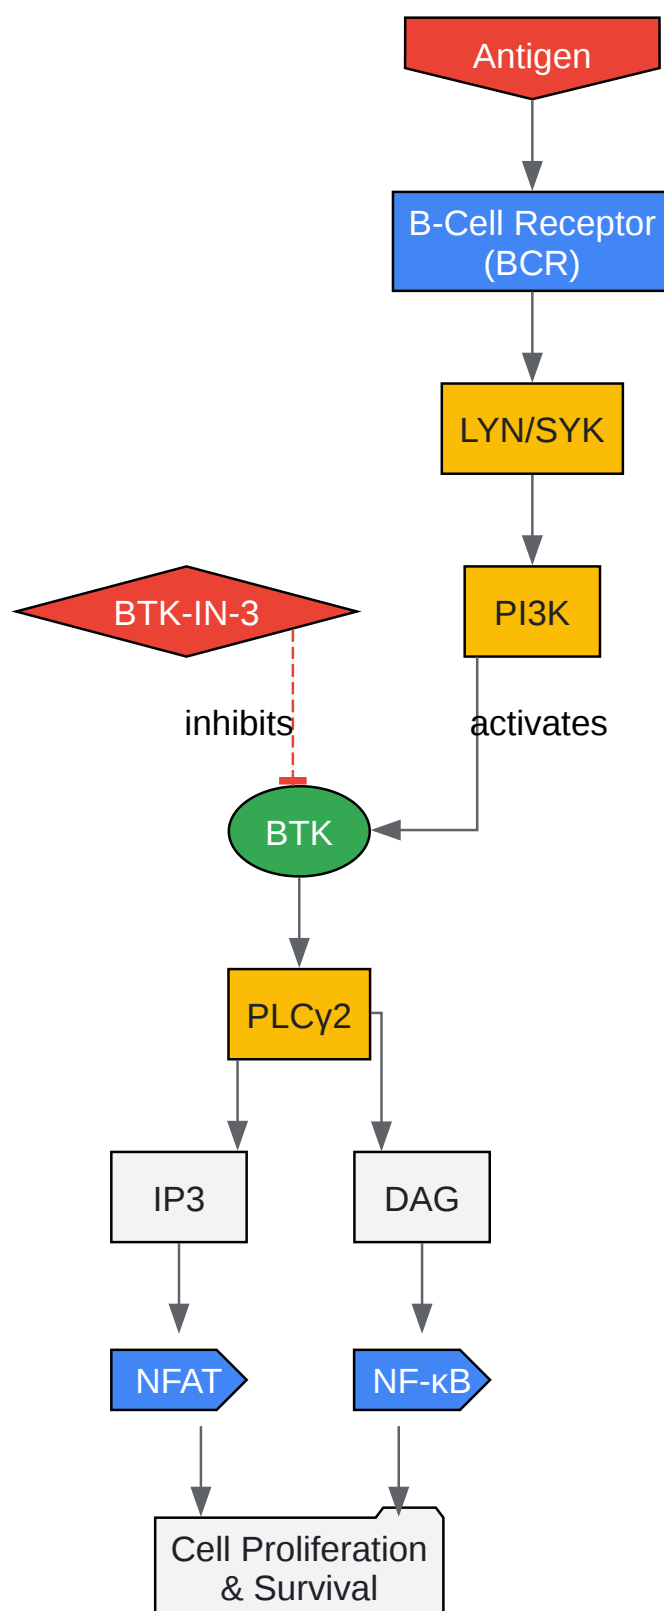 Antigen
B-Cell Receptor
(BCR)
LYN/SYK
BTK-IN-3
PI3K
inhibits
activates
BTK
PLCγ2
IP3
DAG
NFAT
NF-κB
Cell Proliferation
& Survival